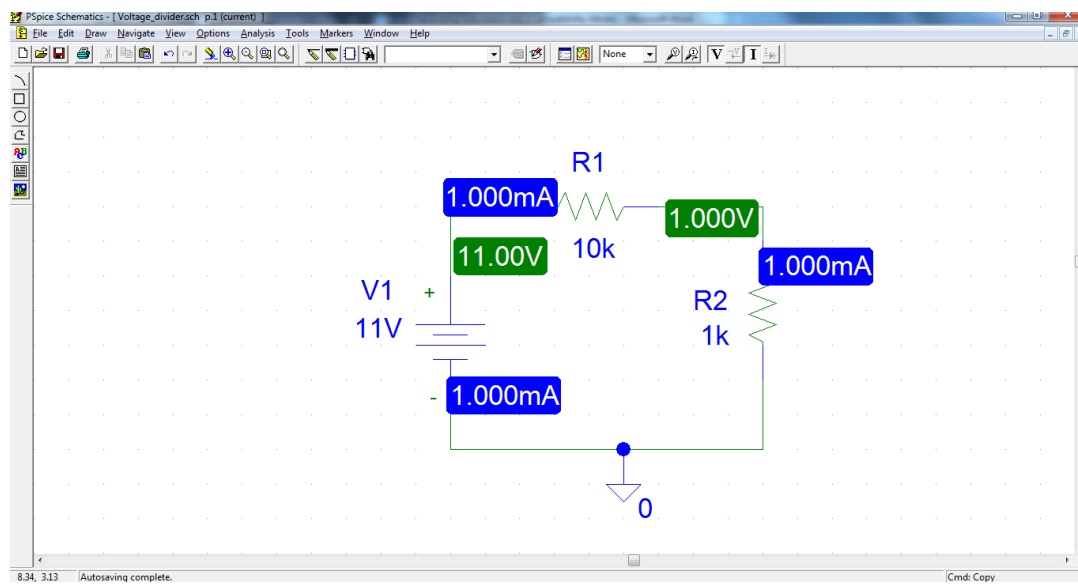 PSpice Schematics - [ Voltage_divider.sch p.1 (current) ]
File Edit Draw Navigate View Options Analysis Tools Markers Window Help
None V I
R1
1.000mA
1.000V
10k
11.00V
1.000mA
V1 +
R2
11V
1k
1.000mA
-
0
8.34, 3.13 Autosaving complete. Cmd: Copy